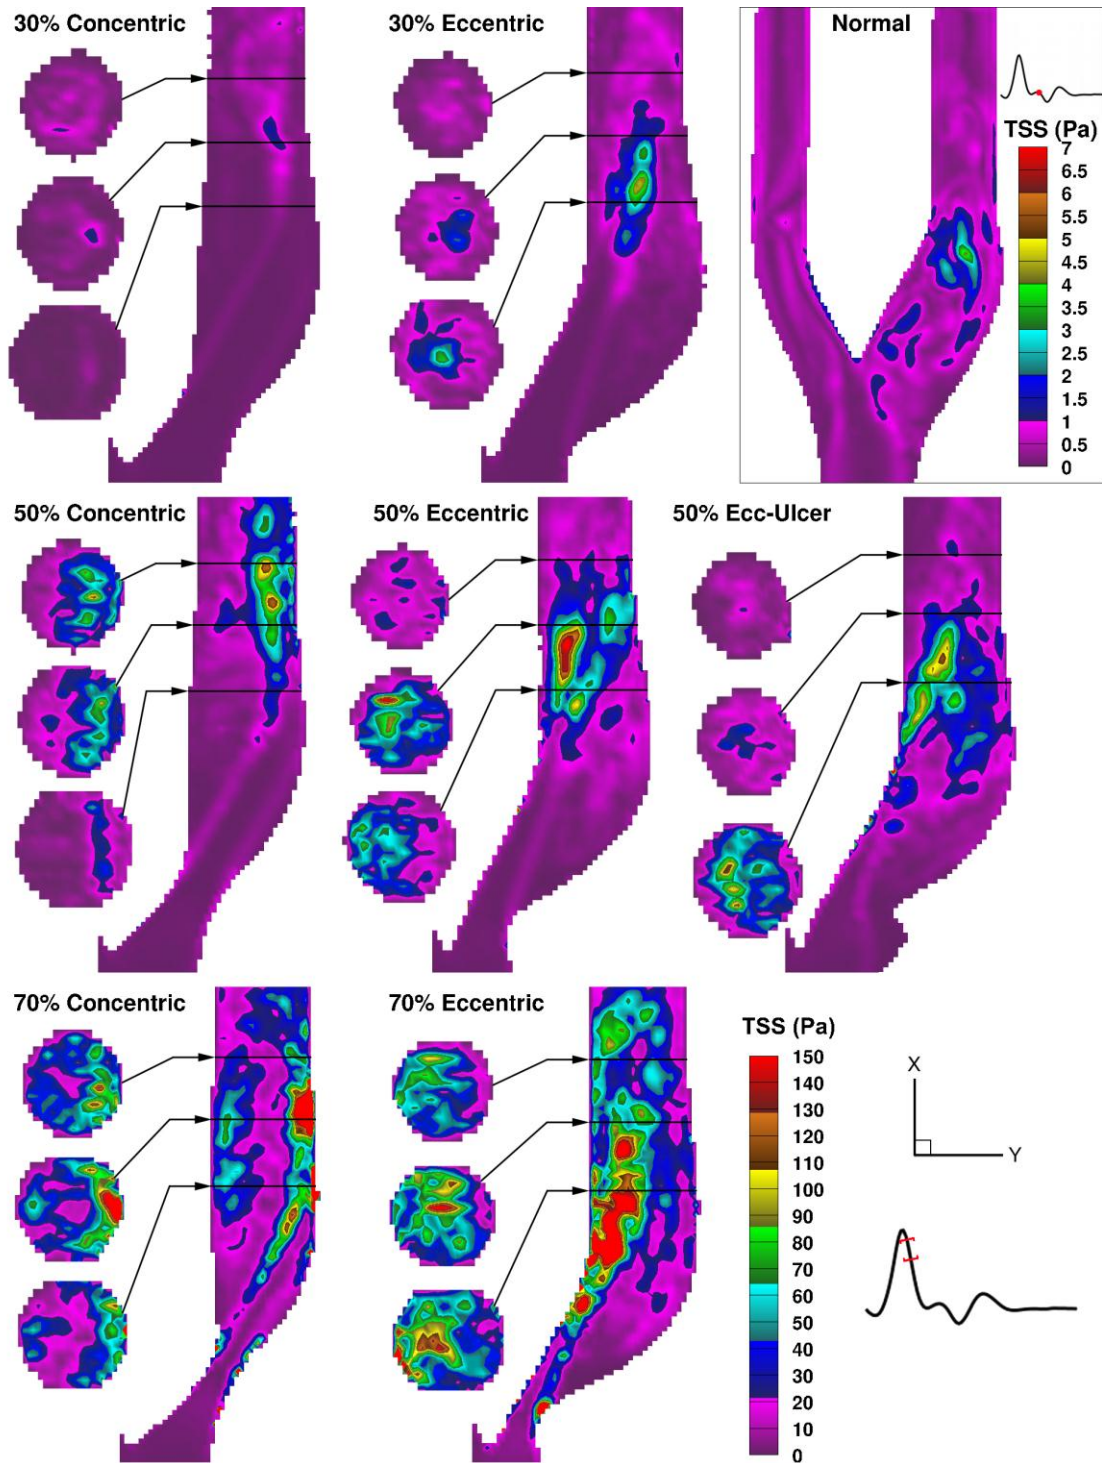 30% Concentric
30% Eccentric
Normal
TSS (Pa)
7
6.5
6
5.5
5
4.5
4
3.5
3
2.5
2
1.5
1
0.5
0
50% Concentric
50% Eccentric
50% Ecc-Ulcer
70% Concentric
70% Eccentric
TSS (Pa)
150
140
130
120
110
100
90
80
70
60
50
40
30
20
10
0
X
Y